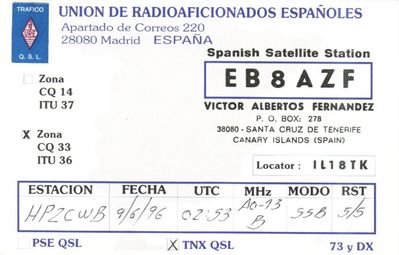 TRAFICO
Q. S. L.
UNION DE RADIOAFICIONADOS ESPAÑOLES
Apartado de Correos 220
28080 Madrid - ESPAÑA
Spanish Satellite Station
EB8AZF
VICTOR ALBERTOS FERNANDEZ
P. O. BOX: 278
38080 - SANTA CRUZ DE TENERIFE
CANARY ISLANDS (SPAIN)
Zona
CQ 14
ITU 37
X Zona
CQ 33
ITU 36
Locator : IL18TK
ESTACION FECHA UTC MHz MODO RST
HP2CWB 9/6/96 02:53 AO-13 B SSB 5/5
PSE QSL X TNX QSL 73 y DX